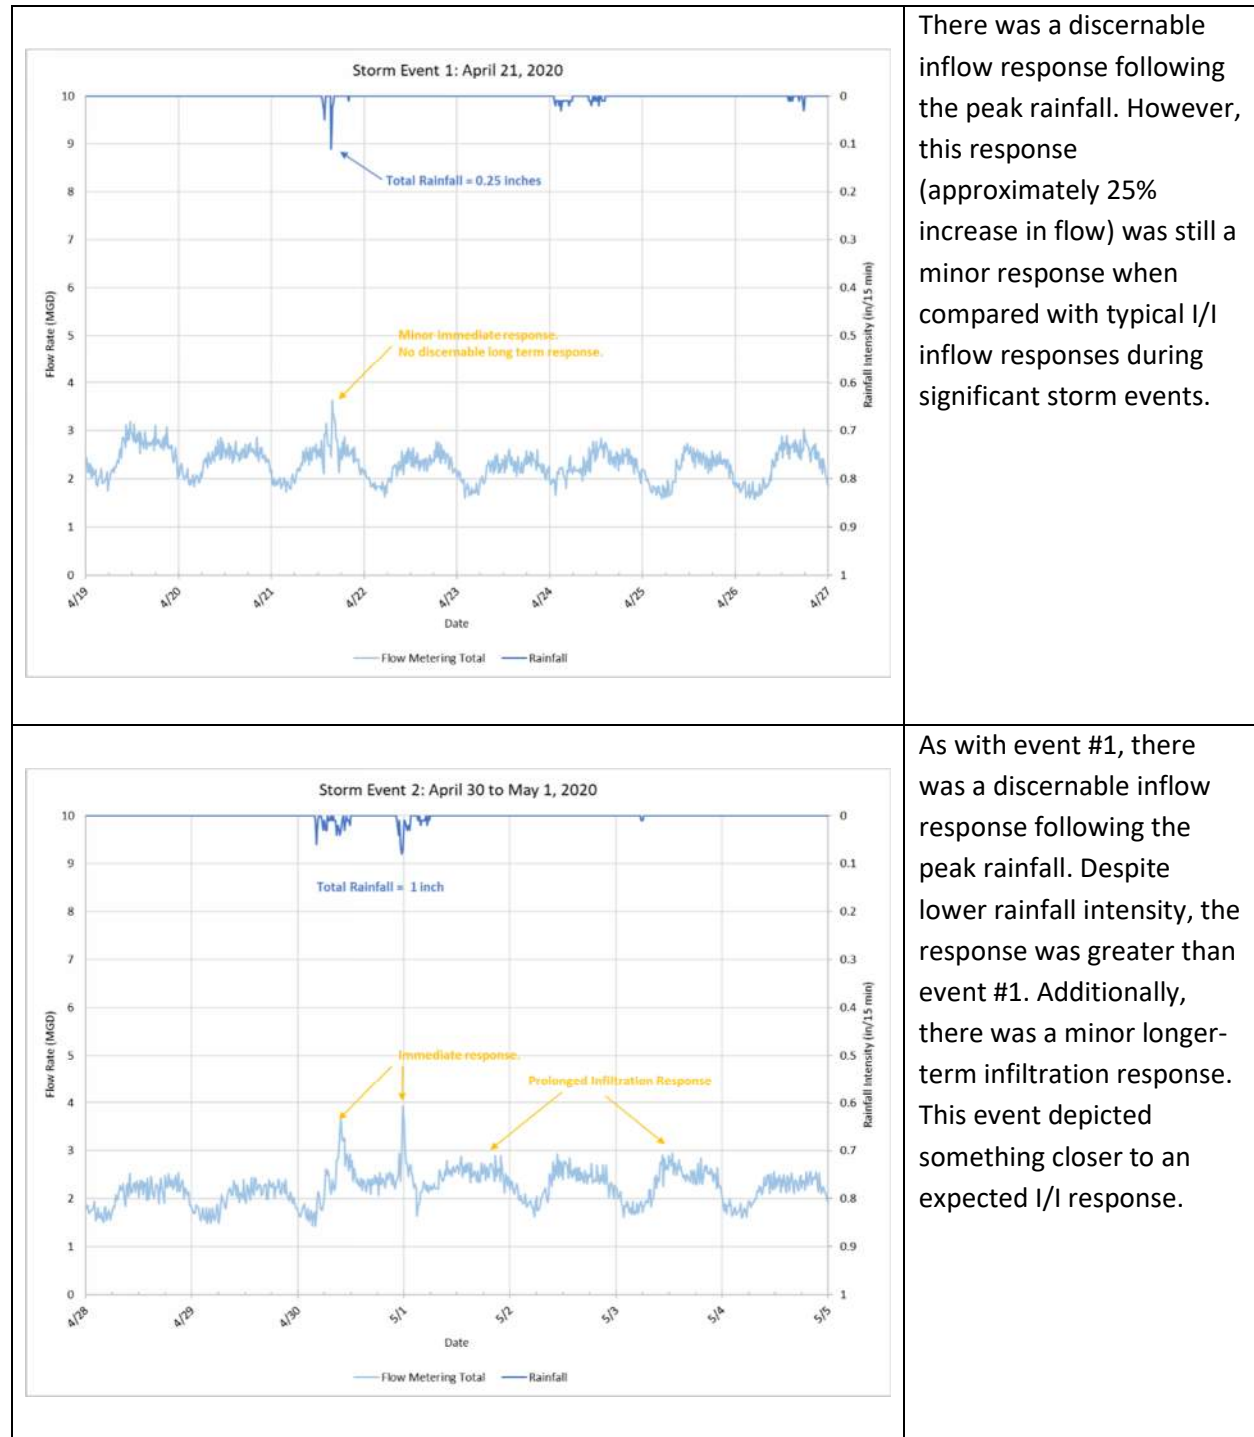 Storm Event 1: April 21, 2020
10
9
8
7
6
5
4
3
2
1
0
Flow Rate (MGD)
0
0.1
0.2
0.3
0.4
0.5
0.6
0.7
0.8
0.9
1
Rainfall Intensity (in/15 min)
Total Rainfall = 0.25 inches
Minor immediate response.
No discernable long term response.
4/19
4/20
4/21
4/22
4/23
4/24
4/25
4/26
4/27
Date
Flow Metering Total
Rainfall
There was a discernable
inflow response following
the peak rainfall. However,
this response
(approximately 25%
increase in flow) was still a
minor response when
compared with typical I/I
inflow responses during
significant storm events.
Storm Event 2: April 30 to May 1, 2020
10
9
8
7
6
5
4
3
2
1
0
Flow Rate (MGD)
0
0.1
0.2
0.3
0.4
0.5
0.6
0.7
0.8
0.9
1
Rainfall Intensity (in/15 min)
Total Rainfall = 1 inch
Immediate response.
Prolonged Infiltration Response
4/28
4/29
4/30
5/1
5/2
5/3
5/4
5/5
Date
Flow Metering Total
Rainfall
As with event #1, there
was a discernable inflow
response following the
peak rainfall. Despite
lower rainfall intensity, the
response was greater than
event #1. Additionally,
there was a minor longer-
term infiltration response.
This event depicted
something closer to an
expected I/I response.